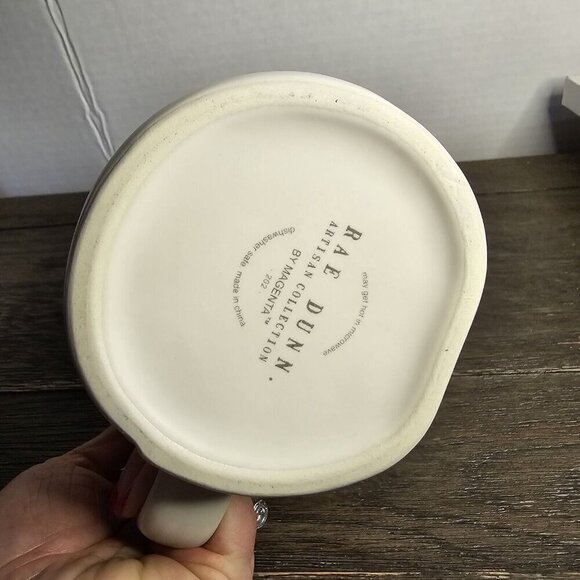 RAE DUNN.
ARTISAN COLLECTION
BY MAGENTA™
· 202 ·
dishwasher safe made in china
may get hot in microwave